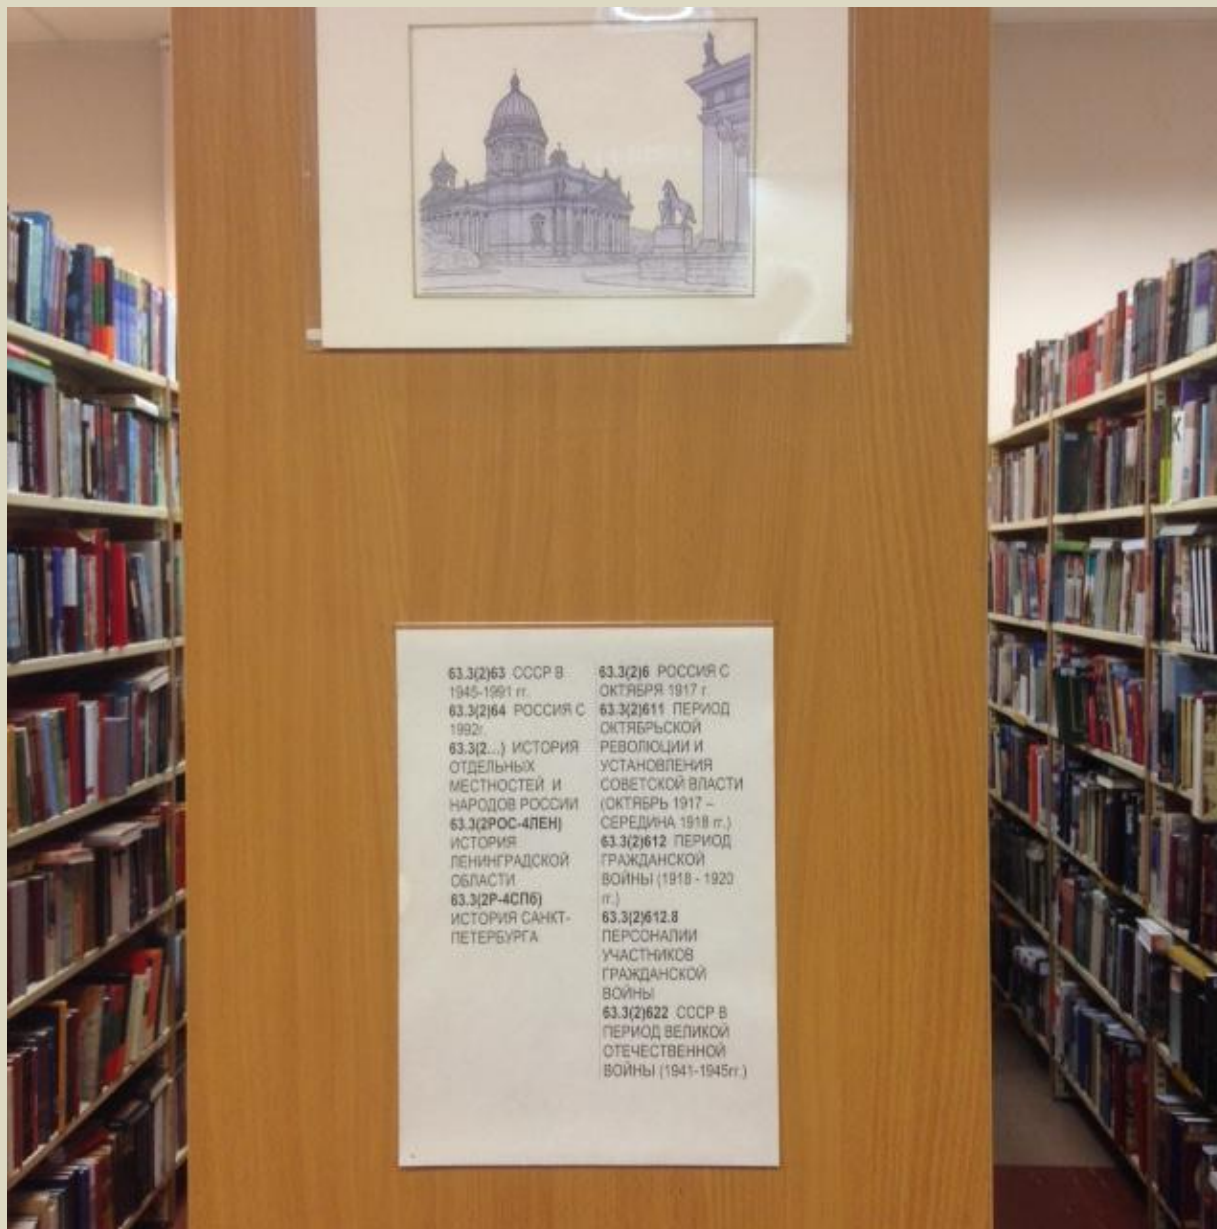 63.3(2)63 СССР В
1945-1991 гг.
63.3(2)64 РОССИЯ С
1992г.
63.3(2...) ИСТОРИЯ
ОТДЕЛЬНЫХ
МЕСТНОСТЕЙ И
НАРОДОВ РОССИИ
63.3(2РОС-4ЛЕН)
ИСТОРИЯ
ЛЕНИНГРАДСКОЙ
ОБЛАСТИ
63.3(2Р-4СПб)
ИСТОРИЯ САНКТ-
ПЕТЕРБУРГА
63.3(2)6 РОССИЯ С
ОКТЯБРЯ 1917 г.
63.3(2)611 ПЕРИОД
ОКТЯБРЬСКОЙ
РЕВОЛЮЦИИ И
УСТАНОВЛЕНИЯ
СОВЕТСКОЙ ВЛАСТИ
(ОКТЯБРЬ 1917 –
СЕРЕДИНА 1918 гг.)
63.3(2)612 ПЕРИОД
ГРАЖДАНСКОЙ
ВОЙНЫ (1918 - 1920
гг.)
63.3(2)612.8
ПЕРСОНАЛИИ
УЧАСТНИКОВ
ГРАЖДАНСКОЙ
ВОЙНЫ
63.3(2)622 СССР В
ПЕРИОД ВЕЛИКОЙ
ОТЕЧЕСТВЕННОЙ
ВОЙНЫ (1941-1945гг.)